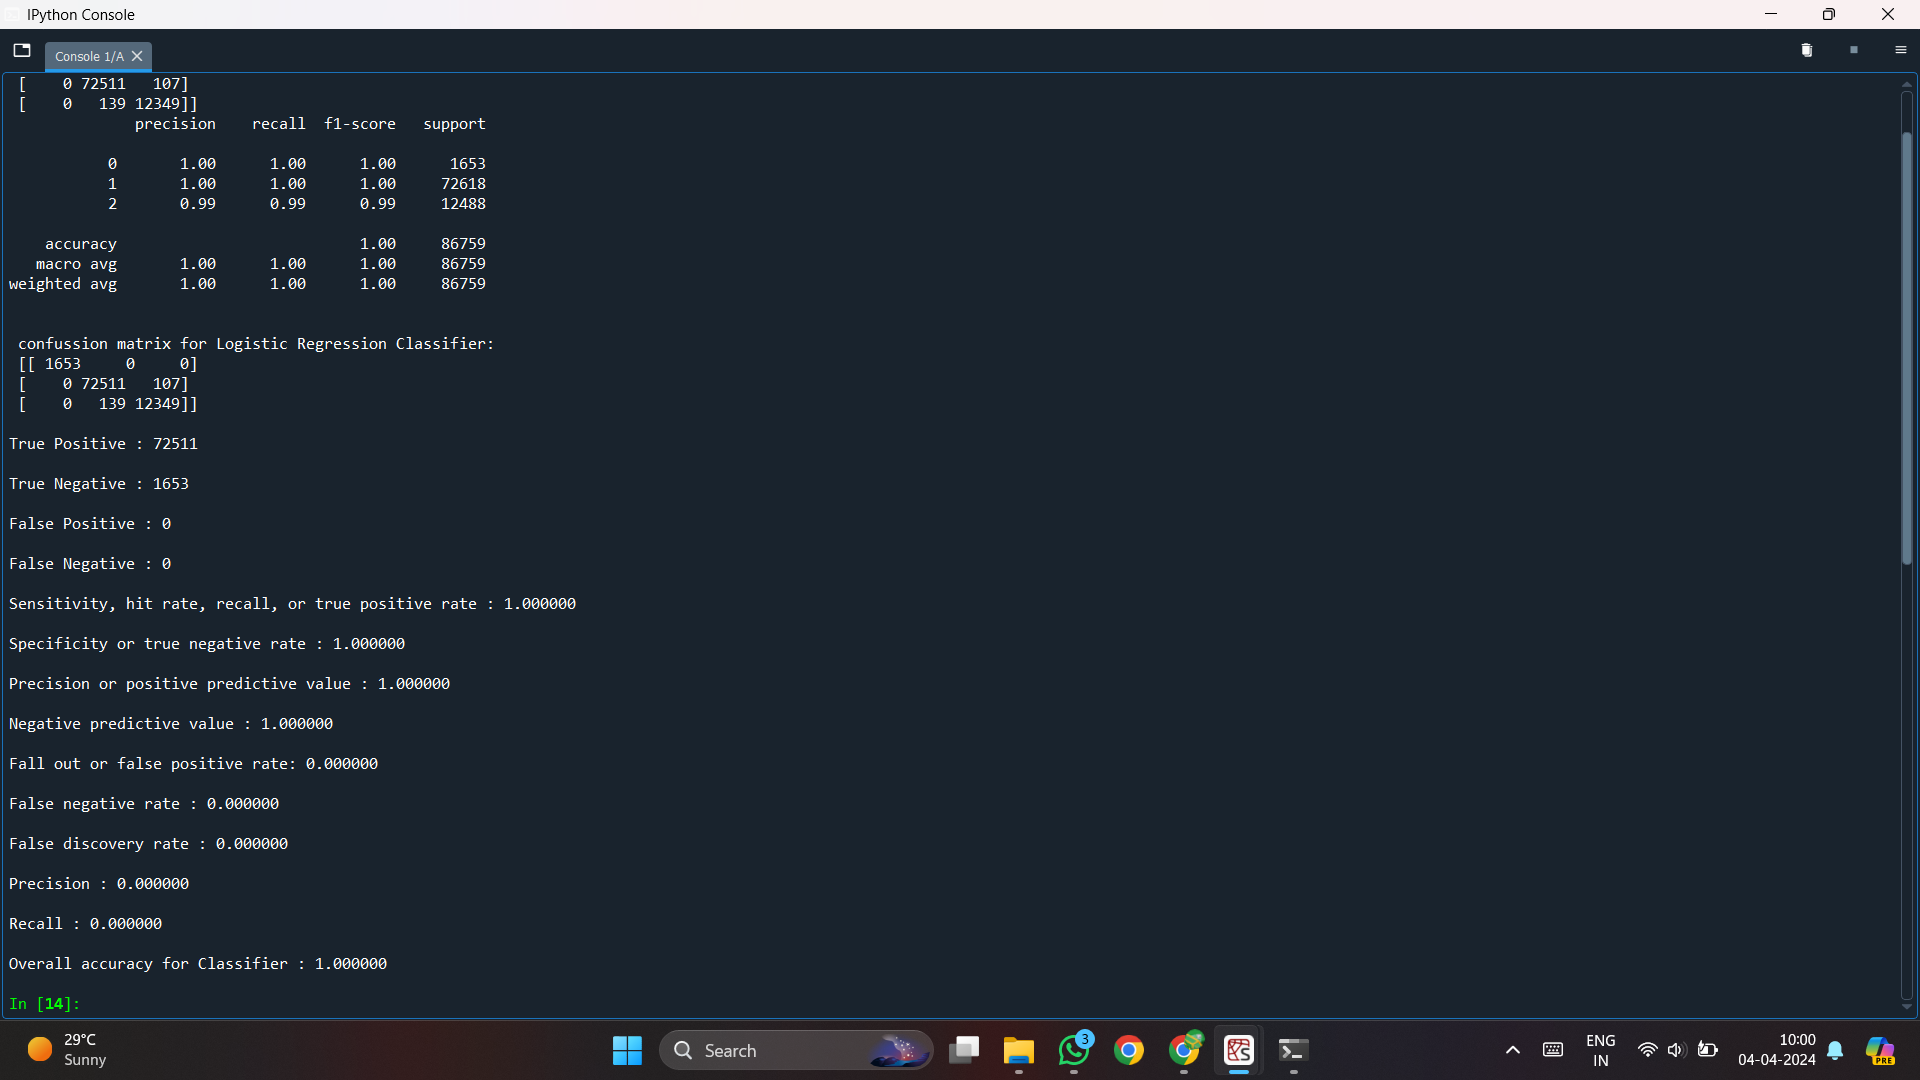 IPython Console
Console 1/A
[    0 72511   107]
[    0   139 12349]]
precision    recall  f1-score   support
0       1.00      1.00      1.00      1653
1       1.00      1.00      1.00     72618
2       0.99      0.99      0.99     12488
accuracy                           1.00     86759
macro avg       1.00      1.00      1.00     86759
weighted avg       1.00      1.00      1.00     86759
confussion matrix for Logistic Regression Classifier:
[[ 1653     0     0]
[    0 72511   107]
[    0   139 12349]]
True Positive : 72511
True Negative : 1653
False Positive : 0
False Negative : 0
Sensitivity, hit rate, recall, or true positive rate : 1.000000
Specificity or true negative rate : 1.000000
Precision or positive predictive value : 1.000000
Negative predictive value : 1.000000
Fall out or false positive rate: 0.000000
False negative rate : 0.000000
False discovery rate : 0.000000
Precision : 0.000000
Recall : 0.000000
Overall accuracy for Classifier : 1.000000
In [14]:
29°C
Sunny
Search
3
ENG
IN
10:00
04-04-2024
PRE